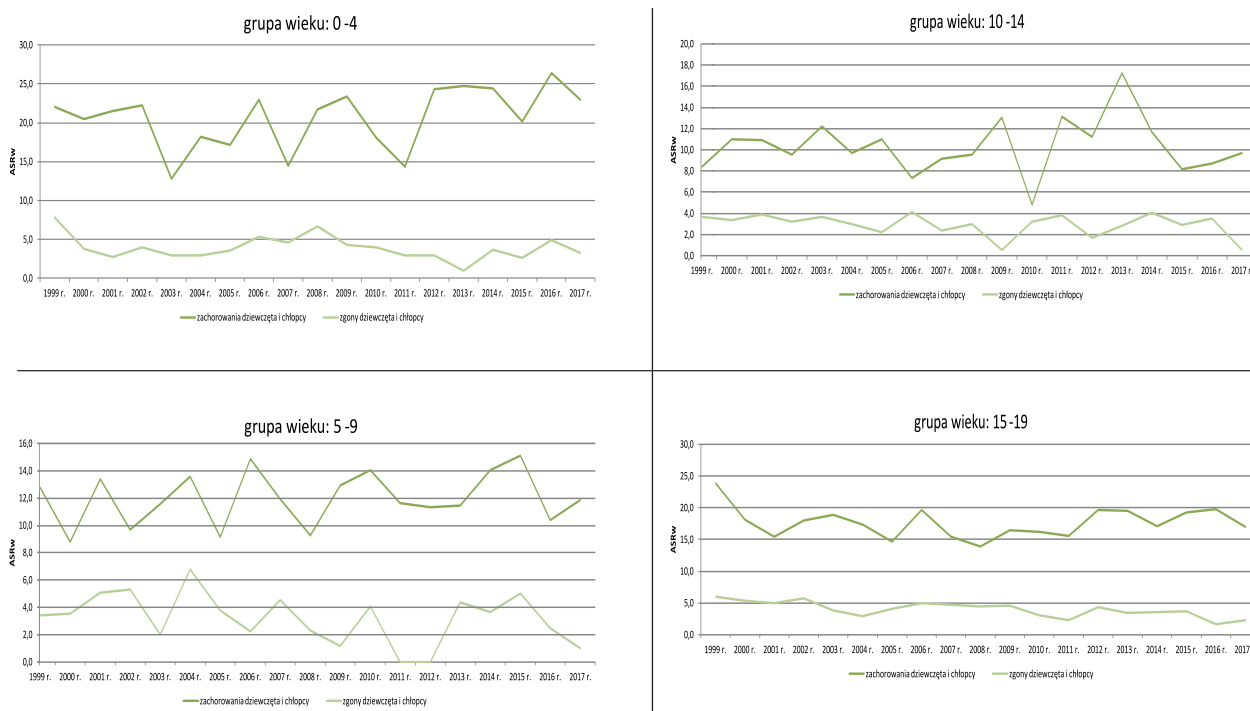 grupa wieku: 0 -4
30,0
25,0
20,0
15,0
10,0
5,0
0,0
ASRw
1999 r. 2000 r. 2001 r. 2002 r. 2003 r. 2004 r. 2005 r. 2006 r. 2007 r. 2008 r. 2009 r. 2010 r. 2011 r. 2012 r. 2013 r. 2014 r. 2015 r. 2016 r. 2017 r.
zachorowania dziewczęta i chłopcy zgony dziewczęta i chłopcy
grupa wieku: 10 -14
20,0
18,0
16,0
14,0
12,0
10,0
8,0
6,0
4,0
2,0
0,0
ASRw
1999 r. 2000 r. 2001 r. 2002 r. 2003 r. 2004 r. 2005 r. 2006 r. 2007 r. 2008 r. 2009 r. 2010 r. 2011 r. 2012 r. 2013 r. 2014 r. 2015 r. 2016 r. 2017 r.
zachorowania dziewczęta i chłopcy zgony dziewczęta i chłopcy
grupa wieku: 5 -9
16,0
14,0
12,0
10,0
8,0
6,0
4,0
2,0
0,0
ASRw
1999 r. 2000 r. 2001 r. 2002 r. 2003 r. 2004 r. 2005 r. 2006 r. 2007 r. 2008 r. 2009 r. 2010 r. 2011 r. 2012 r. 2013 r. 2014 r. 2015 r. 2016 r. 2017 r.
zachorowania dziewczęta i chłopcy zgony dziewczęta i chłopcy
grupa wieku: 15 -19
30,0
25,0
20,0
15,0
10,0
5,0
0,0
ASRw
1999 r. 2000 r. 2001 r. 2002 r. 2003 r. 2004 r. 2005 r. 2006 r. 2007 r. 2008 r. 2009 r. 2010 r. 2011 r. 2012 r. 2013 r. 2014 r. 2015 r. 2016 r. 2017
zachorowania dziewczęta i chłopcy zgony dziewczęta i chłopcy